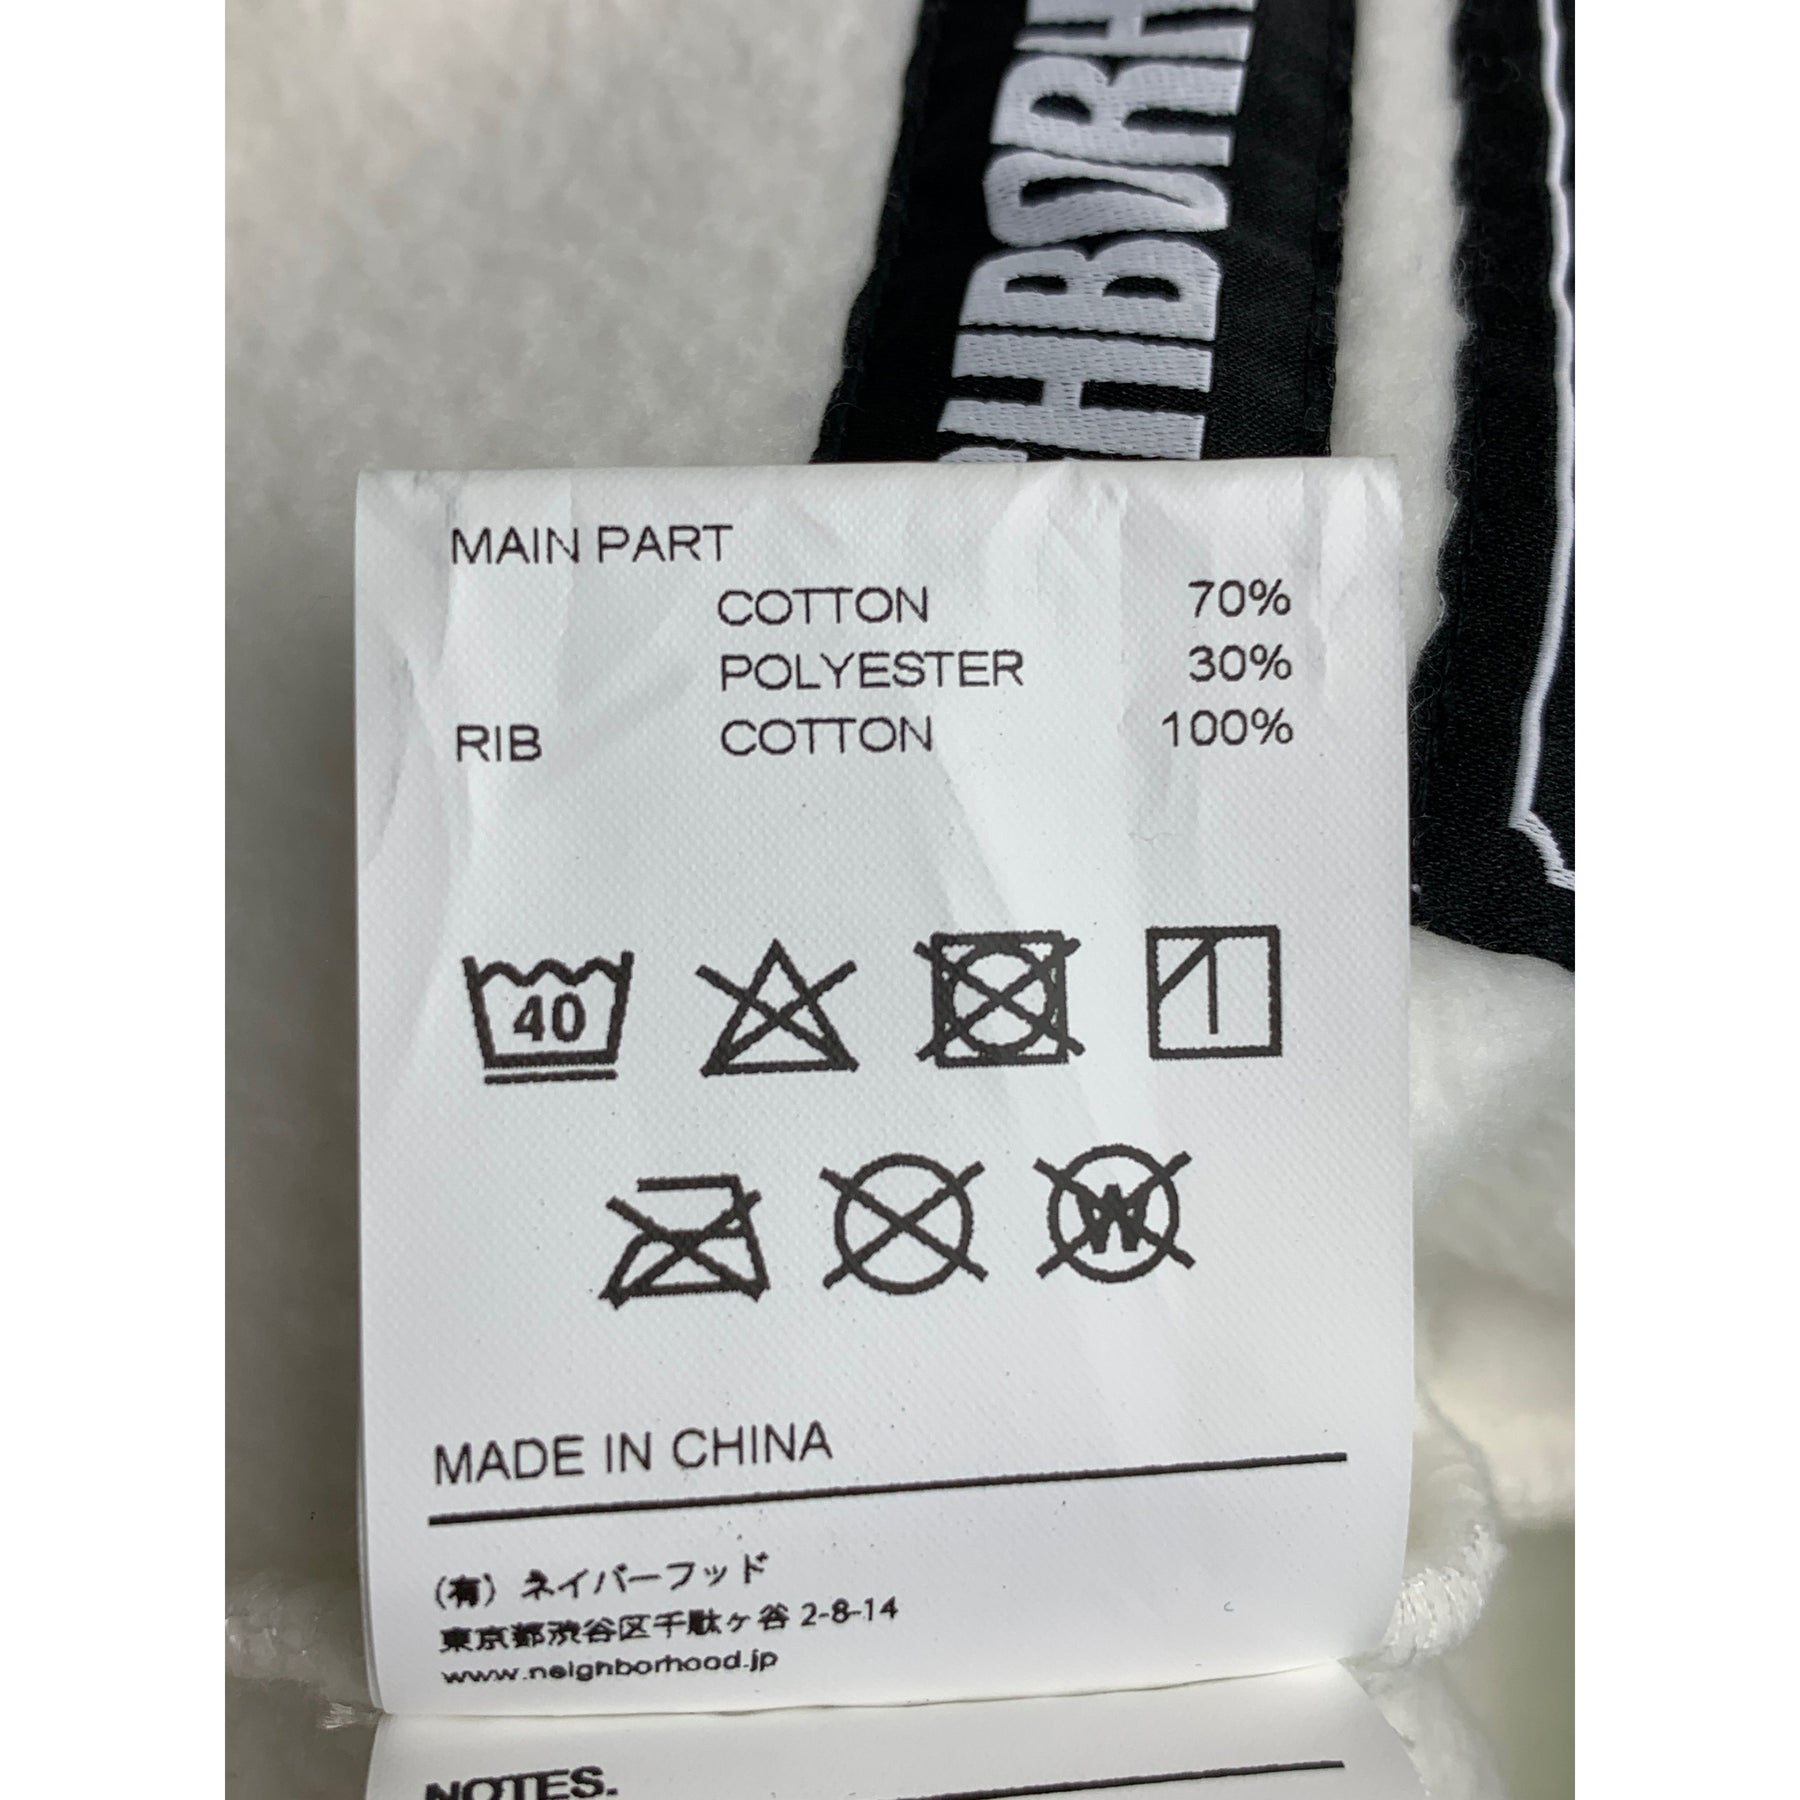 GHBORH
MAIN PART
COTTON 70%
POLYESTER 30%
RIB COTTON 100%
40
W
MADE IN CHINA
(有) ネイバーフッド
東京都渋谷区千駄ヶ谷 2-8-14
www.neighborhood.jp
NOTES.